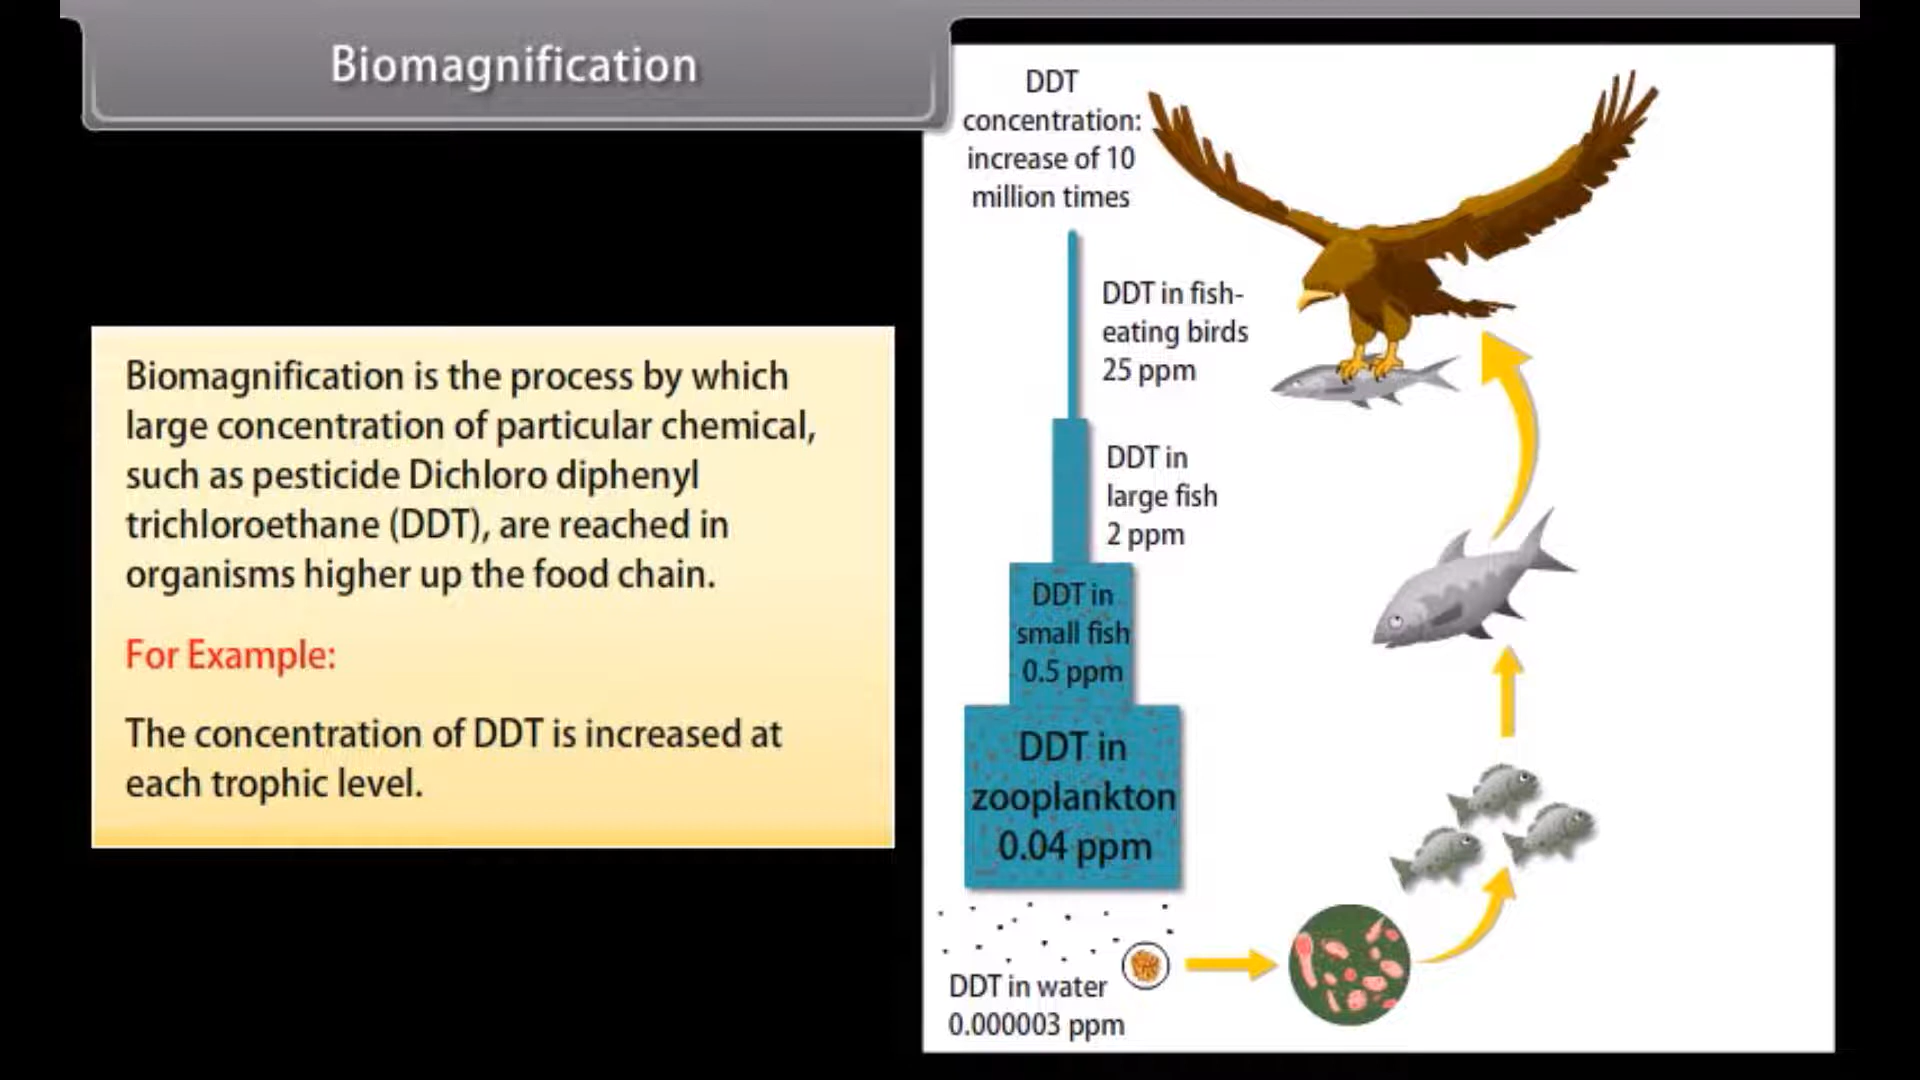 Biomagnification
Biomagnification is the process by which
large concentration of particular chemical,
such as pesticide Dichloro diphenyl
trichloroethane (DDT), are reached in
organisms higher up the food chain.
For Example:
The concentration of DDT is increased at
each trophic level.
DDT
concentration:
increase of 10
million times
DDT in fish-
eating birds
25 ppm
DDT in
large fish
2 ppm
DDT in
small fish
0.5 ppm
DDT in
zooplankton
0.04 ppm
DDT in water
0.000003 ppm